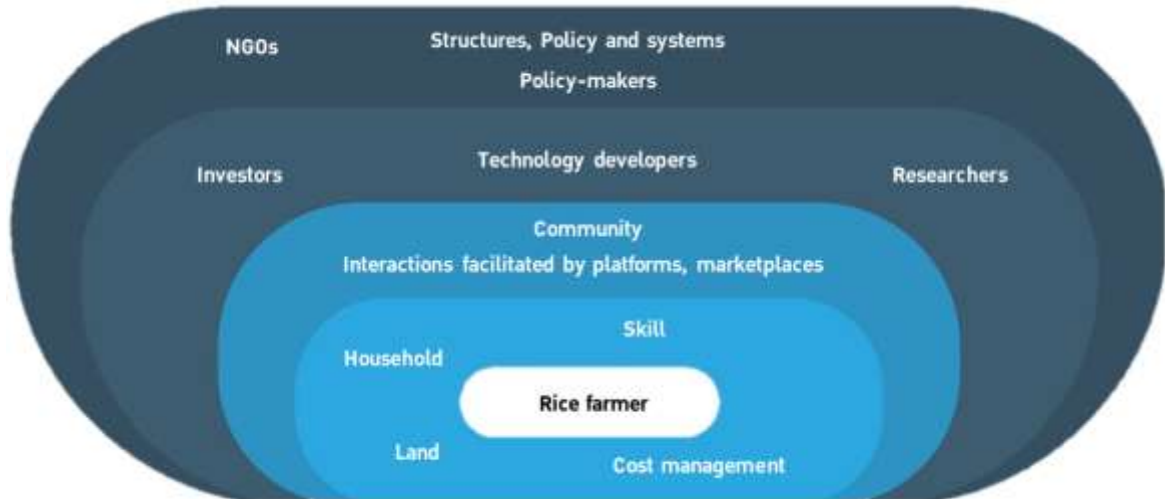 NGOs
Structures, Policy and systems
Policy-makers
Technology developers
Investors
Researchers
Community
Interactions facilitated by platforms, marketplaces
Skill
Household
Rice farmer
Land
Cost management